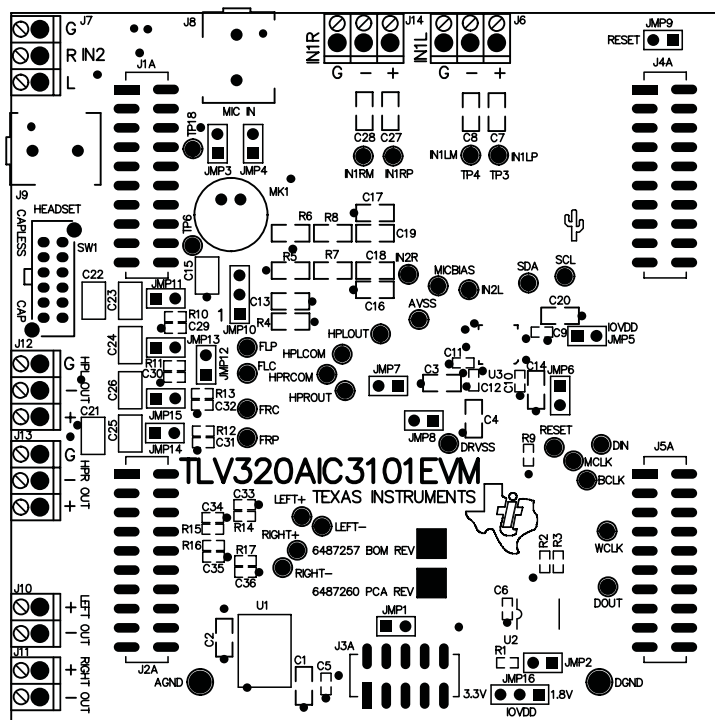 J7
G
R IN2
L
J8
MIC IN
IN1R
J14
G - +
IN1L
J6
G - +
JMP9
RESET
J1A
J4A
TP18
JMP3
JMP4
C28
C27
C8
C7
IN1RM
IN1RP
IN1LM
TP4
TP3
IN1LP
J9
HEADSET
CAPLESS
SW1
CAP
MK1
TP6
C17
R6
R8
C19
C15
R5
R7
C18
IN2R
MICBIAS
IN2L
SDA
SCL
C22
C23
JMP11
R10
C29
1
JMP10
C13
R4
C16
AVSS
C20
C9
IOVDD
JMP5
HPLOUT
J12
G
-
+
HPL OUT
C24
JMP13
JMP12
R11
C30
FLP
FLC
HPLCOM
HPRCOM
HPROUT
JMP7
C3
C11
U3
C12
C10
C14
JMP6
C21
C26
JMP15
R13
C32
FRC
C25
JMP14
R12
C31
FRP
JMP8
C4
DRVSS
R9
RESET
DIN
MCLK
BCLK
J13
G
-
+
HPR OUT
TLV320AIC3101EVM
TEXAS INSTRUMENTS
J5A
C34
C33
R15
R14
LEFT+
LEFT-
RIGHT+
RIGHT-
R16
C35
R17
C36
6487257 BOM REV
6487260 PCA REV
R2
R3
WCLK
DOUT
J10
+
-
LEFT OUT
J11
+
-
RIGHT OUT
J2A
C2
U1
AGND
C1
C5
JMP1
J3A
C6
U2
R1
JMP2
JMP16
3.3V
1.8V
IOVDD
DGND